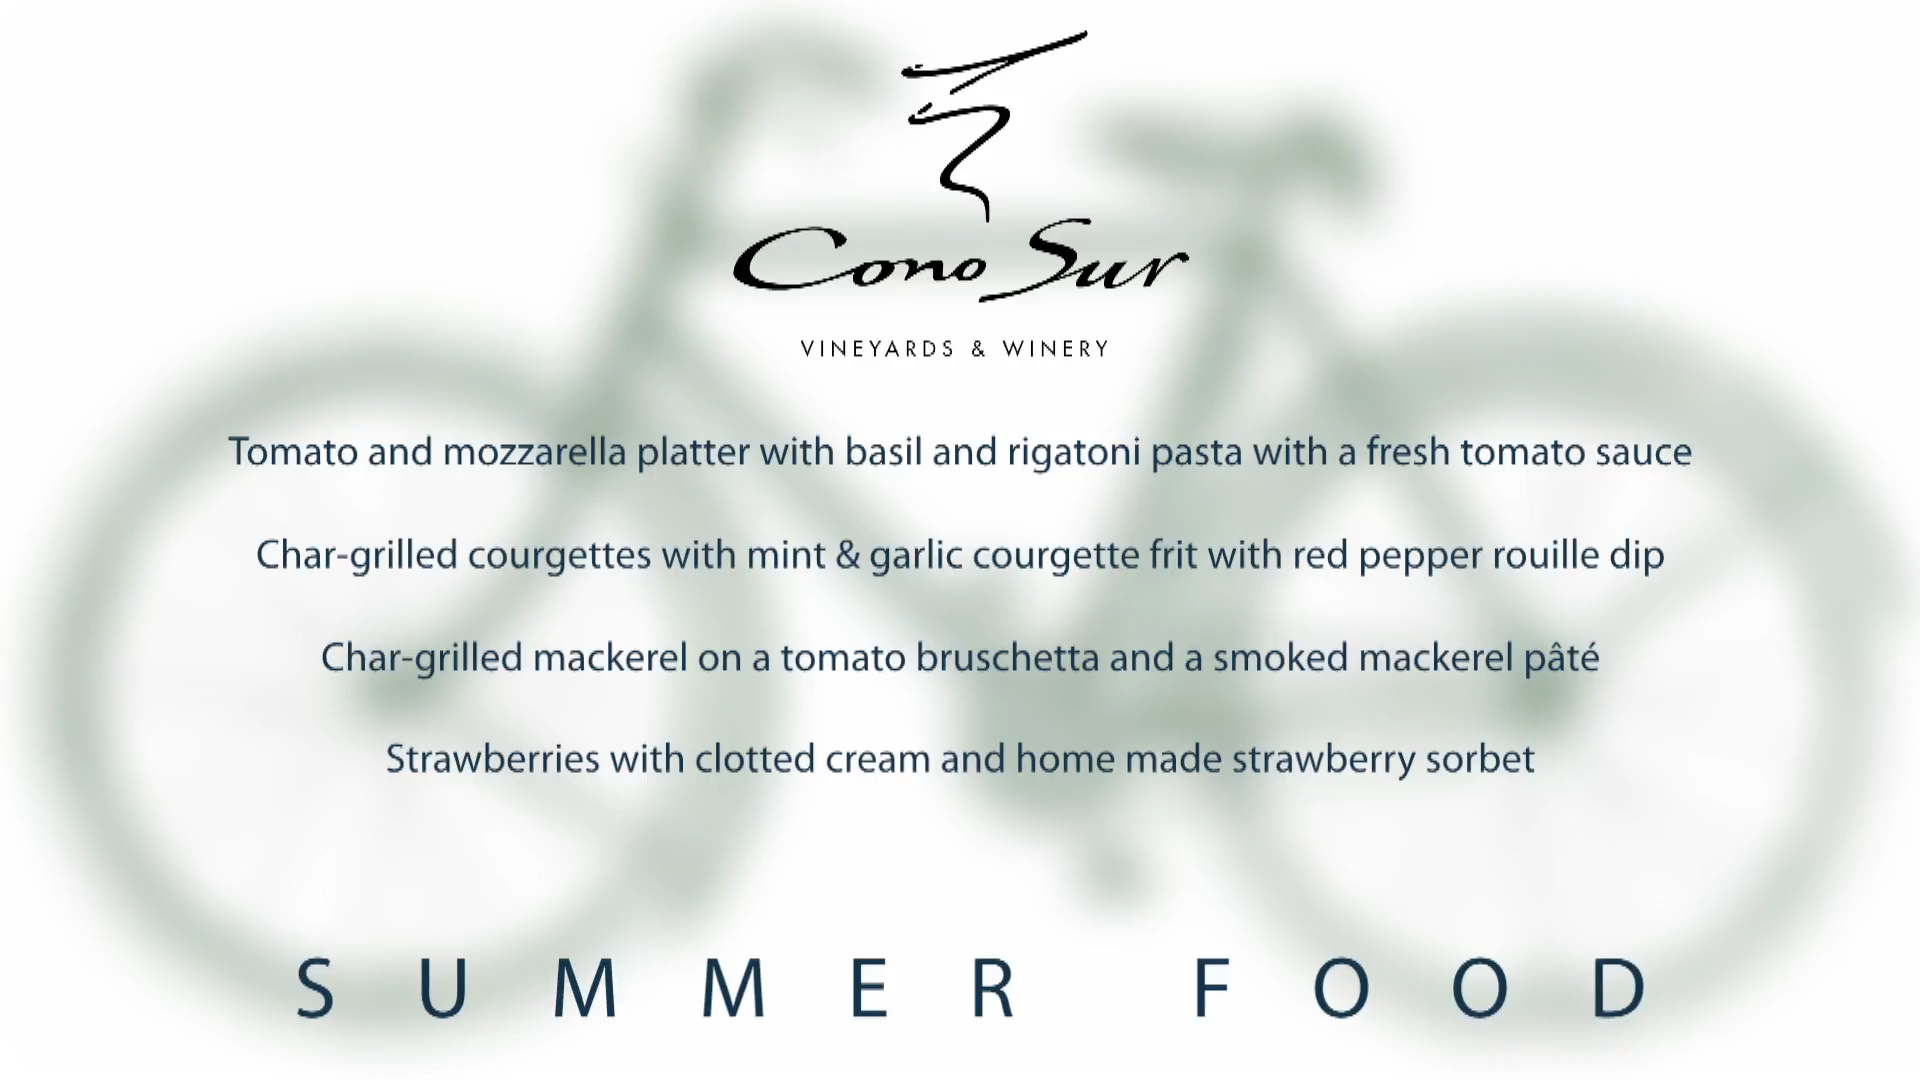 Cono Sur
VINEYARDS & WINERY
Tomato and mozzarella platter with basil and rigatoni pasta with a fresh tomato sauce
Char-grilled courgettes with mint & garlic courgette frit with red pepper rouille dip
Char-grilled mackerel on a tomato bruschetta and a smoked mackerel pâté
Strawberries with clotted cream and home made strawberry sorbet
SUMMER FOOD